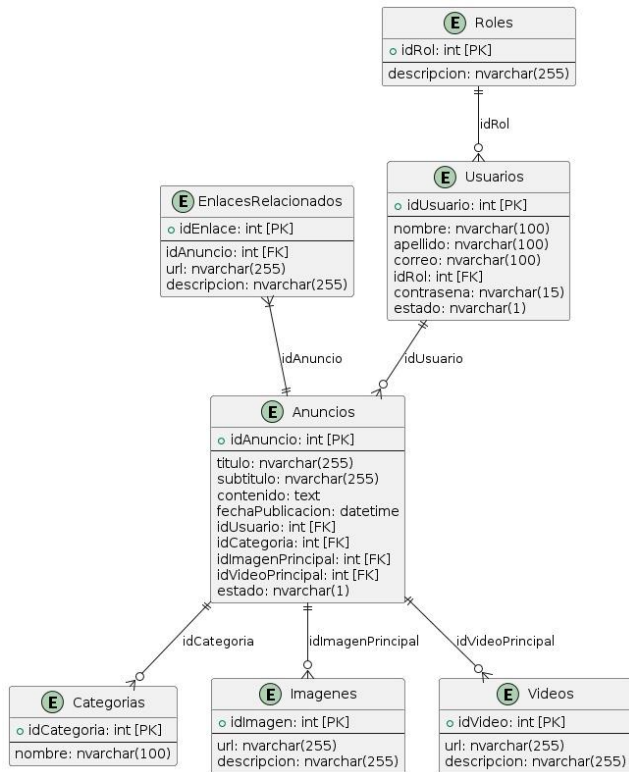 E Roles
idRol: int [PK]
descripcion: nvarchar(255)
idRol
E Usuarios
idUsuario: int [PK]
nombre: nvarchar(100)
apellido: nvarchar(100)
correo: nvarchar(100)
idRol: int [FK]
contrasena: nvarchar(15)
estado: nvarchar(1)
E EnlacesRelacionados
idEnlace: int [PK]
idAnuncio: int [FK]
url: nvarchar(255)
descripcion: nvarchar(255)
idAnuncio
idUsuario
E Anuncios
idAnuncio: int [PK]
titulo: nvarchar(255)
subtitulo: nvarchar(255)
contenido: text
fechaPublicacion: datetime
idUsuario: int [FK]
idCategoria: int [FK]
idImagenPrincipal: int [FK]
idVideoPrincipal: int [FK]
estado: nvarchar(1)
idCategoria
idImagenPrincipal
idVideoPrincipal
E Categorias
idCategoria: int [PK]
nombre: nvarchar(100)
E Imagenes
idImagen: int [PK]
url: nvarchar(255)
descripcion: nvarchar(255)
E Videos
idVideo: int [PK]
url: nvarchar(255)
descripcion: nvarchar(255)